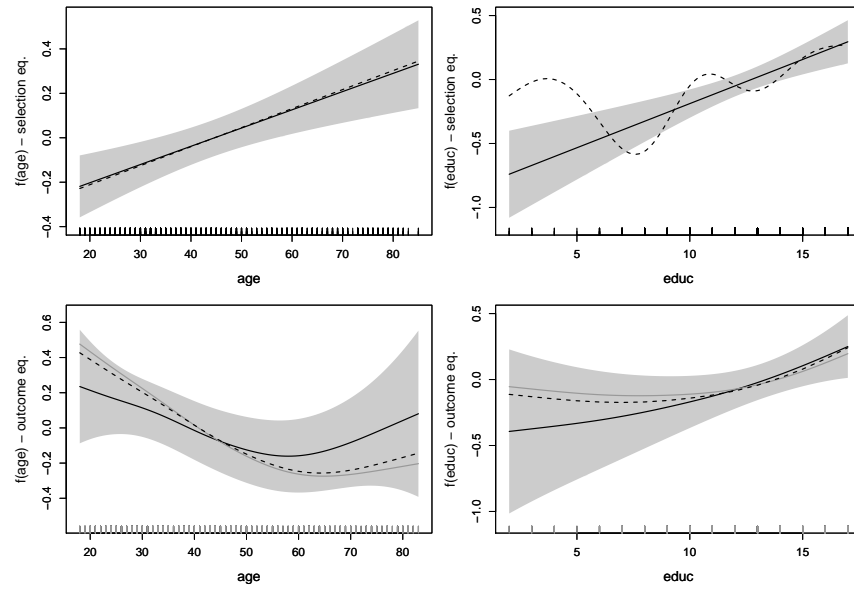 f(age) − selection eq.
0.4
0.2
0.0
−0.2
−0.4
20 30 40 50 60 70 80
age
f(educ) − selection eq.
0.5
0.0
−0.5
−1.0
5 10 15
educ
f(age) − outcome eq.
0.6
0.4
0.2
0.0
−0.2
−0.4
20 30 40 50 60 70 80
age
f(educ) − outcome eq.
0.5
0.0
−0.5
−1.0
5 10 15
educ